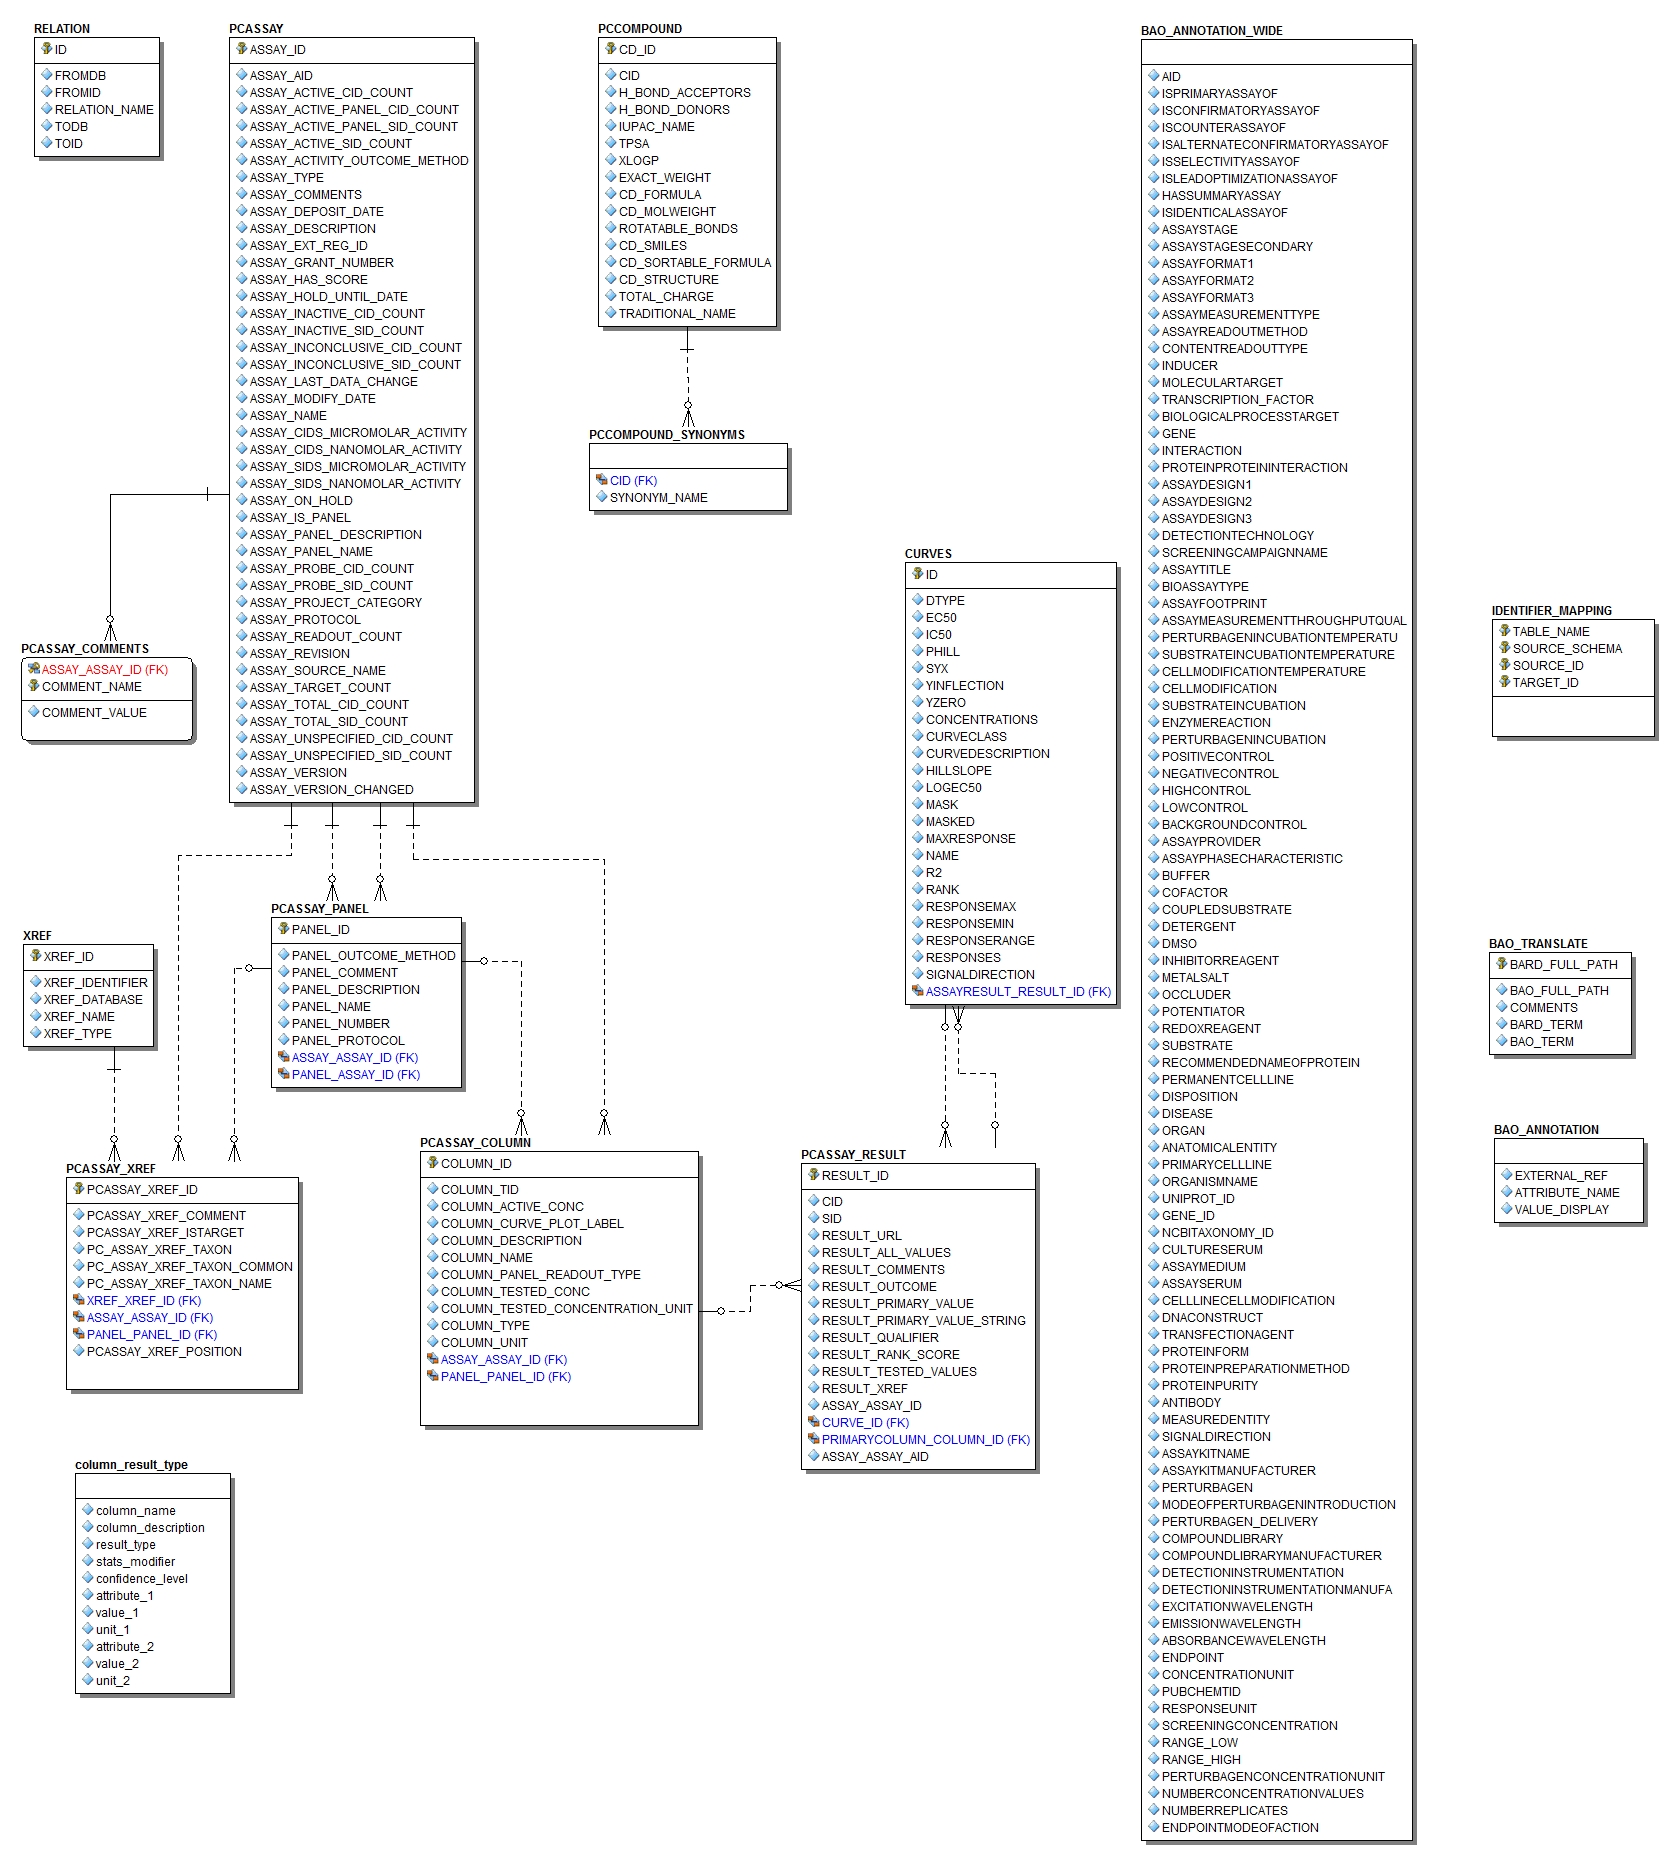 RELATION
ID
FROMDB
FROMID
RELATION_NAME
TODB
TOID
PCASSAY
ASSAY_ID
ASSAY_AID
ASSAY_ACTIVE_CID_COUNT
ASSAY_ACTIVE_PANEL_CID_COUNT
ASSAY_ACTIVE_PANEL_SID_COUNT
ASSAY_ACTIVE_SID_COUNT
ASSAY_ACTIVITY_OUTCOME_METHOD
ASSAY_TYPE
ASSAY_COMMENTS
ASSAY_DEPOSIT_DATE
ASSAY_DESCRIPTION
ASSAY_EXT_REG_ID
ASSAY_GRANT_NUMBER
ASSAY_HAS_SCORE
ASSAY_HOLD_UNTIL_DATE
ASSAY_INACTIVE_CID_COUNT
ASSAY_INACTIVE_SID_COUNT
ASSAY_INCONCLUSIVE_CID_COUNT
ASSAY_INCONCLUSIVE_SID_COUNT
ASSAY_LAST_DATA_CHANGE
ASSAY_MODIFY_DATE
ASSAY_NAME
ASSAY_CIDS_MICROMOLAR_ACTIVITY
ASSAY_CIDS_NANOMOLAR_ACTIVITY
ASSAY_SIDS_MICROMOLAR_ACTIVITY
ASSAY_SIDS_NANOMOLAR_ACTIVITY
ASSAY_ON_HOLD
ASSAY_IS_PANEL
ASSAY_PANEL_DESCRIPTION
ASSAY_PANEL_NAME
ASSAY_PROBE_CID_COUNT
ASSAY_PROBE_SID_COUNT
ASSAY_PROJECT_CATEGORY
ASSAY_PROTOCOL
ASSAY_READOUT_COUNT
ASSAY_REVISION
ASSAY_SOURCE_NAME
ASSAY_TARGET_COUNT
ASSAY_TOTAL_CID_COUNT
ASSAY_TOTAL_SID_COUNT
ASSAY_UNSPECIFIED_CID_COUNT
ASSAY_UNSPECIFIED_SID_COUNT
ASSAY_VERSION
ASSAY_VERSION_CHANGED
PCCOMPOUND
CD_ID
CID
H_BOND_ACCEPTORS
H_BOND_DONORS
IUPAC_NAME
TPSA
XLOGP
EXACT_WEIGHT
CD_FORMULA
CD_MOLWEIGHT
ROTATABLE_BONDS
CD_SMILES
CD_SORTABLE_FORMULA
CD_STRUCTURE
TOTAL_CHARGE
TRADITIONAL_NAME
PCCOMPOUND_SYNONYMS
CID (FK)
SYNONYM_NAME
PCASSAY_COMMENTS
ASSAY_ASSAY_ID (FK)
COMMENT_NAME
COMMENT_VALUE
CURVES
ID
DTYPE
EC50
IC50
PHILL
SYX
YINFLECTION
YZERO
CONCENTRATIONS
CURVECLASS
CURVEDESCRIPTION
HILLSLOPE
LOGEC50
MASK
MASKED
MAXRESPONSE
NAME
R2
RANK
RESPONSEMAX
RESPONSEMIN
RESPONSERANGE
RESPONSES
SIGNALDIRECTION
ASSAYRESULT_RESULT_ID (FK)
BAO_ANNOTATION_WIDE
AID
ISPRIMARYASSAYOF
ISCONFIRMATORYASSAYOF
ISCOUNTERASSAYOF
ISALTERNATECONFIRMATORYASSAYOF
ISSELECTIVITYASSAYOF
ISLEADOPTIMIZATIONASSAYOF
HASSUMMARYASSAY
ISIDENTICALASSAYOF
ASSAYSTAGE
ASSAYSTAGESECONDARY
ASSAYFORMAT1
ASSAYFORMAT2
ASSAYFORMAT3
ASSAYMEASUREMENTTYPE
ASSAYREADOUTMETHOD
CONTENTREADOUTTYPE
INDUCER
MOLECULARTARGET
TRANSCRIPTION_FACTOR
BIOLOGICALPROCESSTARGET
GENE
INTERACTION
PROTEINPROTEININTERACTION
ASSAYDESIGN1
ASSAYDESIGN2
ASSAYDESIGN3
DETECTIONTECHNOLOGY
SCREENINGCAMPAIGNNAME
ASSAYTITLE
BIOASSAYTYPE
ASSAYFOOTPRINT
ASSAYMEASUREMENTTHROUGHPUTQUAL
PERTURBAGENINCUBATIONTEMPERATU
SUBSTRATEINCUBATIONTEMPERATURE
CELLMODIFICATIONTEMPERATURE
CELLMODIFICATION
SUBSTRATEINCUBATION
ENZYMEREACTION
PERTURBAGENINCUBATION
POSITIVECONTROL
NEGATIVECONTROL
HIGHCONTROL
LOWCONTROL
BACKGROUNDCONTROL
ASSAYPROVIDER
ASSAYPHASECHARACTERISTIC
BUFFER
COFACTOR
COUPLEDSUBSTRATE
DETERGENT
DMSO
INHIBITORREAGENT
METALSALT
OCCLUDER
POTENTIATOR
REDOXREAGENT
SUBSTRATE
RECOMMENDEDNAMEOFPROTEIN
PERMANENTCELLLINE
DISPOSITION
DISEASE
ORGAN
ANATOMICALENTITY
PRIMARYCELLLINE
ORGANISMNAME
UNIPROT_ID
GENE_ID
NCBITAXONOMY_ID
CULTURESERUM
ASSAYMEDIUM
ASSAYSERUM
CELLLINECELLMODIFICATION
DNACONSTRUCT
TRANSFECTIONAGENT
PROTEINFORM
PROTEINPREPARATIONMETHOD
PROTEINPURITY
ANTIBODY
MEASUREDENTITY
SIGNALDIRECTION
ASSAYKITNAME
ASSAYKITMANUFACTURER
PERTURBAGEN
MODEOFPERTURBAGENINTRODUCTION
PERTURBAGEN_DELIVERY
COMPOUNDLIBRARY
COMPOUNDLIBRARYMANUFACTURER
DETECTIONINSTRUMENTATION
DETECTIONINSTRUMENTATIONMANUFA
EXCITATIONWAVELENGTH
EMISSIONWAVELENGTH
ABSORBANCEWAVELENGTH
ENDPOINT
CONCENTRATIONUNIT
PUBCHEMTID
RESPONSEUNIT
SCREENINGCONCENTRATION
RANGE_LOW
RANGE_HIGH
PERTURBAGENCONCENTRATIONUNIT
NUMBERCONCENTRATIONVALUES
NUMBERREPLICATES
ENDPOINTMODEOFACTION
IDENTIFIER_MAPPING
TABLE_NAME
SOURCE_SCHEMA
SOURCE_ID
TARGET_ID
BAO_TRANSLATE
BARD_FULL_PATH
BAO_FULL_PATH
COMMENTS
BARD_TERM
BAO_TERM
BAO_ANNOTATION
EXTERNAL_REF
ATTRIBUTE_NAME
VALUE_DISPLAY
XREF
XREF_ID
XREF_IDENTIFIER
XREF_DATABASE
XREF_NAME
XREF_TYPE
PCASSAY_PANEL
PANEL_ID
PANEL_OUTCOME_METHOD
PANEL_COMMENT
PANEL_DESCRIPTION
PANEL_NAME
PANEL_NUMBER
PANEL_PROTOCOL
ASSAY_ASSAY_ID (FK)
PANEL_ASSAY_ID (FK)
PCASSAY_XREF
PCASSAY_XREF_ID
PCASSAY_XREF_COMMENT
PCASSAY_XREF_ISTARGET
PC_ASSAY_XREF_TAXON
PC_ASSAY_XREF_TAXON_COMMON
PC_ASSAY_XREF_TAXON_NAME
XREF_XREF_ID (FK)
ASSAY_ASSAY_ID (FK)
PANEL_PANEL_ID (FK)
PCASSAY_XREF_POSITION
PCASSAY_COLUMN
COLUMN_ID
COLUMN_TID
COLUMN_ACTIVE_CONC
COLUMN_CURVE_PLOT_LABEL
COLUMN_DESCRIPTION
COLUMN_NAME
COLUMN_PANEL_READOUT_TYPE
COLUMN_TESTED_CONC
COLUMN_TESTED_CONCENTRATION_UNIT
COLUMN_TYPE
COLUMN_UNIT
ASSAY_ASSAY_ID (FK)
PANEL_PANEL_ID (FK)
PCASSAY_RESULT
RESULT_ID
CID
SID
RESULT_URL
RESULT_ALL_VALUES
RESULT_COMMENTS
RESULT_OUTCOME
RESULT_PRIMARY_VALUE
RESULT_PRIMARY_VALUE_STRING
RESULT_QUALIFIER
RESULT_RANK_SCORE
RESULT_TESTED_VALUES
RESULT_XREF
ASSAY_ASSAY_ID
CURVE_ID (FK)
PRIMARYCOLUMN_COLUMN_ID (FK)
ASSAY_ASSAY_AID
column_result_type
column_name
column_description
result_type
stats_modifier
confidence_level
attribute_1
value_1
unit_1
attribute_2
value_2
unit_2